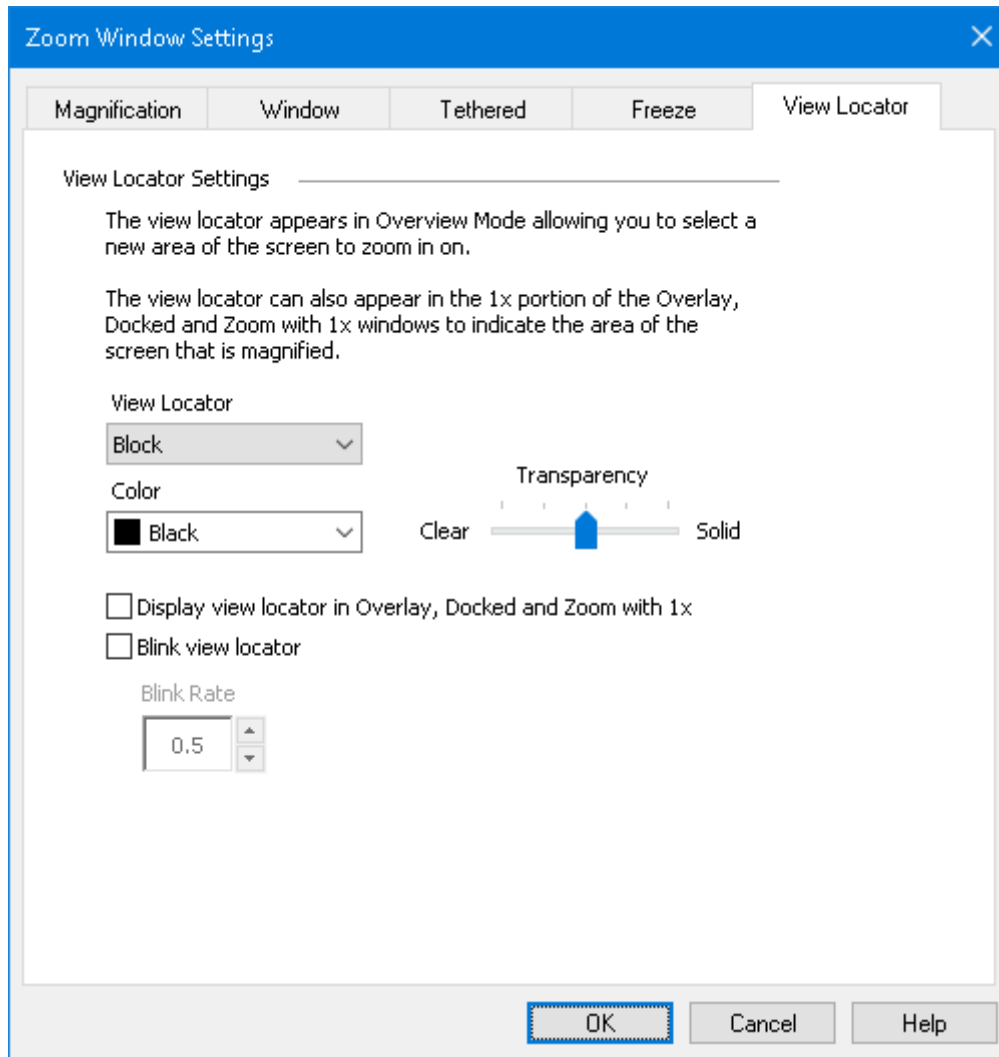 Zoom Window Settings
Magnification Window Tethered Freeze View Locator
View Locator Settings
The view locator appears in Overview Mode allowing you to select a
new area of the screen to zoom in on.
The view locator can also appear in the 1x portion of the Overlay,
Docked and Zoom with 1x windows to indicate the area of the
screen that is magnified.
View Locator
Block
Transparency
Color
Black
Clear Solid
Display view locator in Overlay, Docked and Zoom with 1x
Blink view locator
Blink Rate
0.5
OK Cancel Help